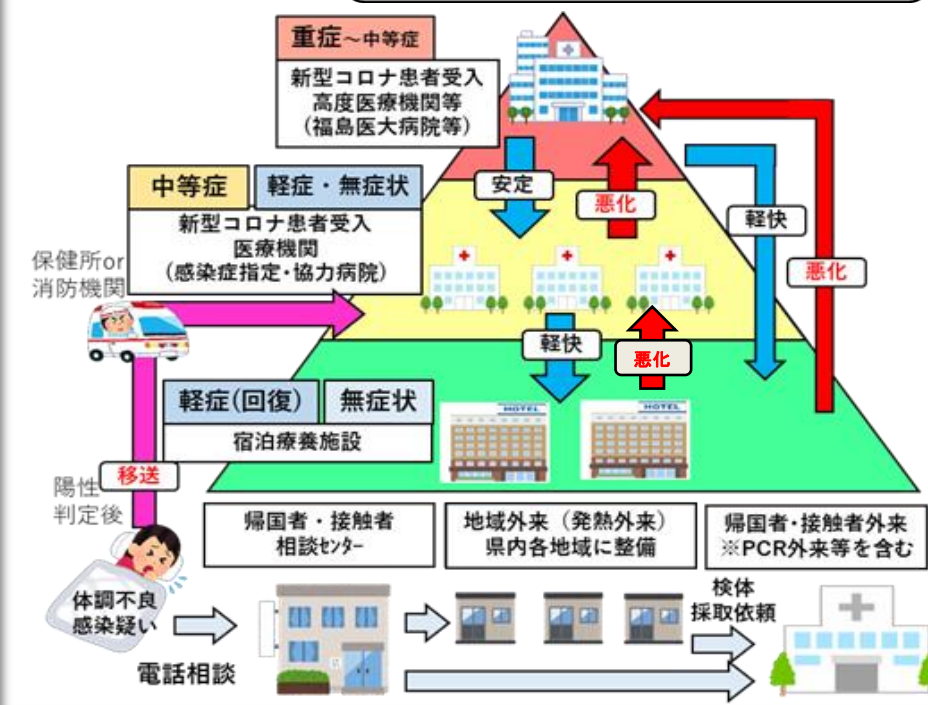 重症～中等症
新型コロナ患者受入
高度医療機関等
(福島医大病院等)
安定
悪化
軽快
悪化
中等症
軽症・無症状
新型コロナ患者受入
医療機関
(感染症指定・協力病院)
保健所or
消防機関
軽快
悪化
軽症(回復)
無症状
宿泊療養施設
HOTEL
HOTEL
移送
陽性
判定後
帰国者・接触者
相談センター
地域外来（発熱外来）
県内各地域に整備
帰国者・接触者外来
※PCR外来等を含む
体調不良
感染疑い
電話相談
検体
採取依頼